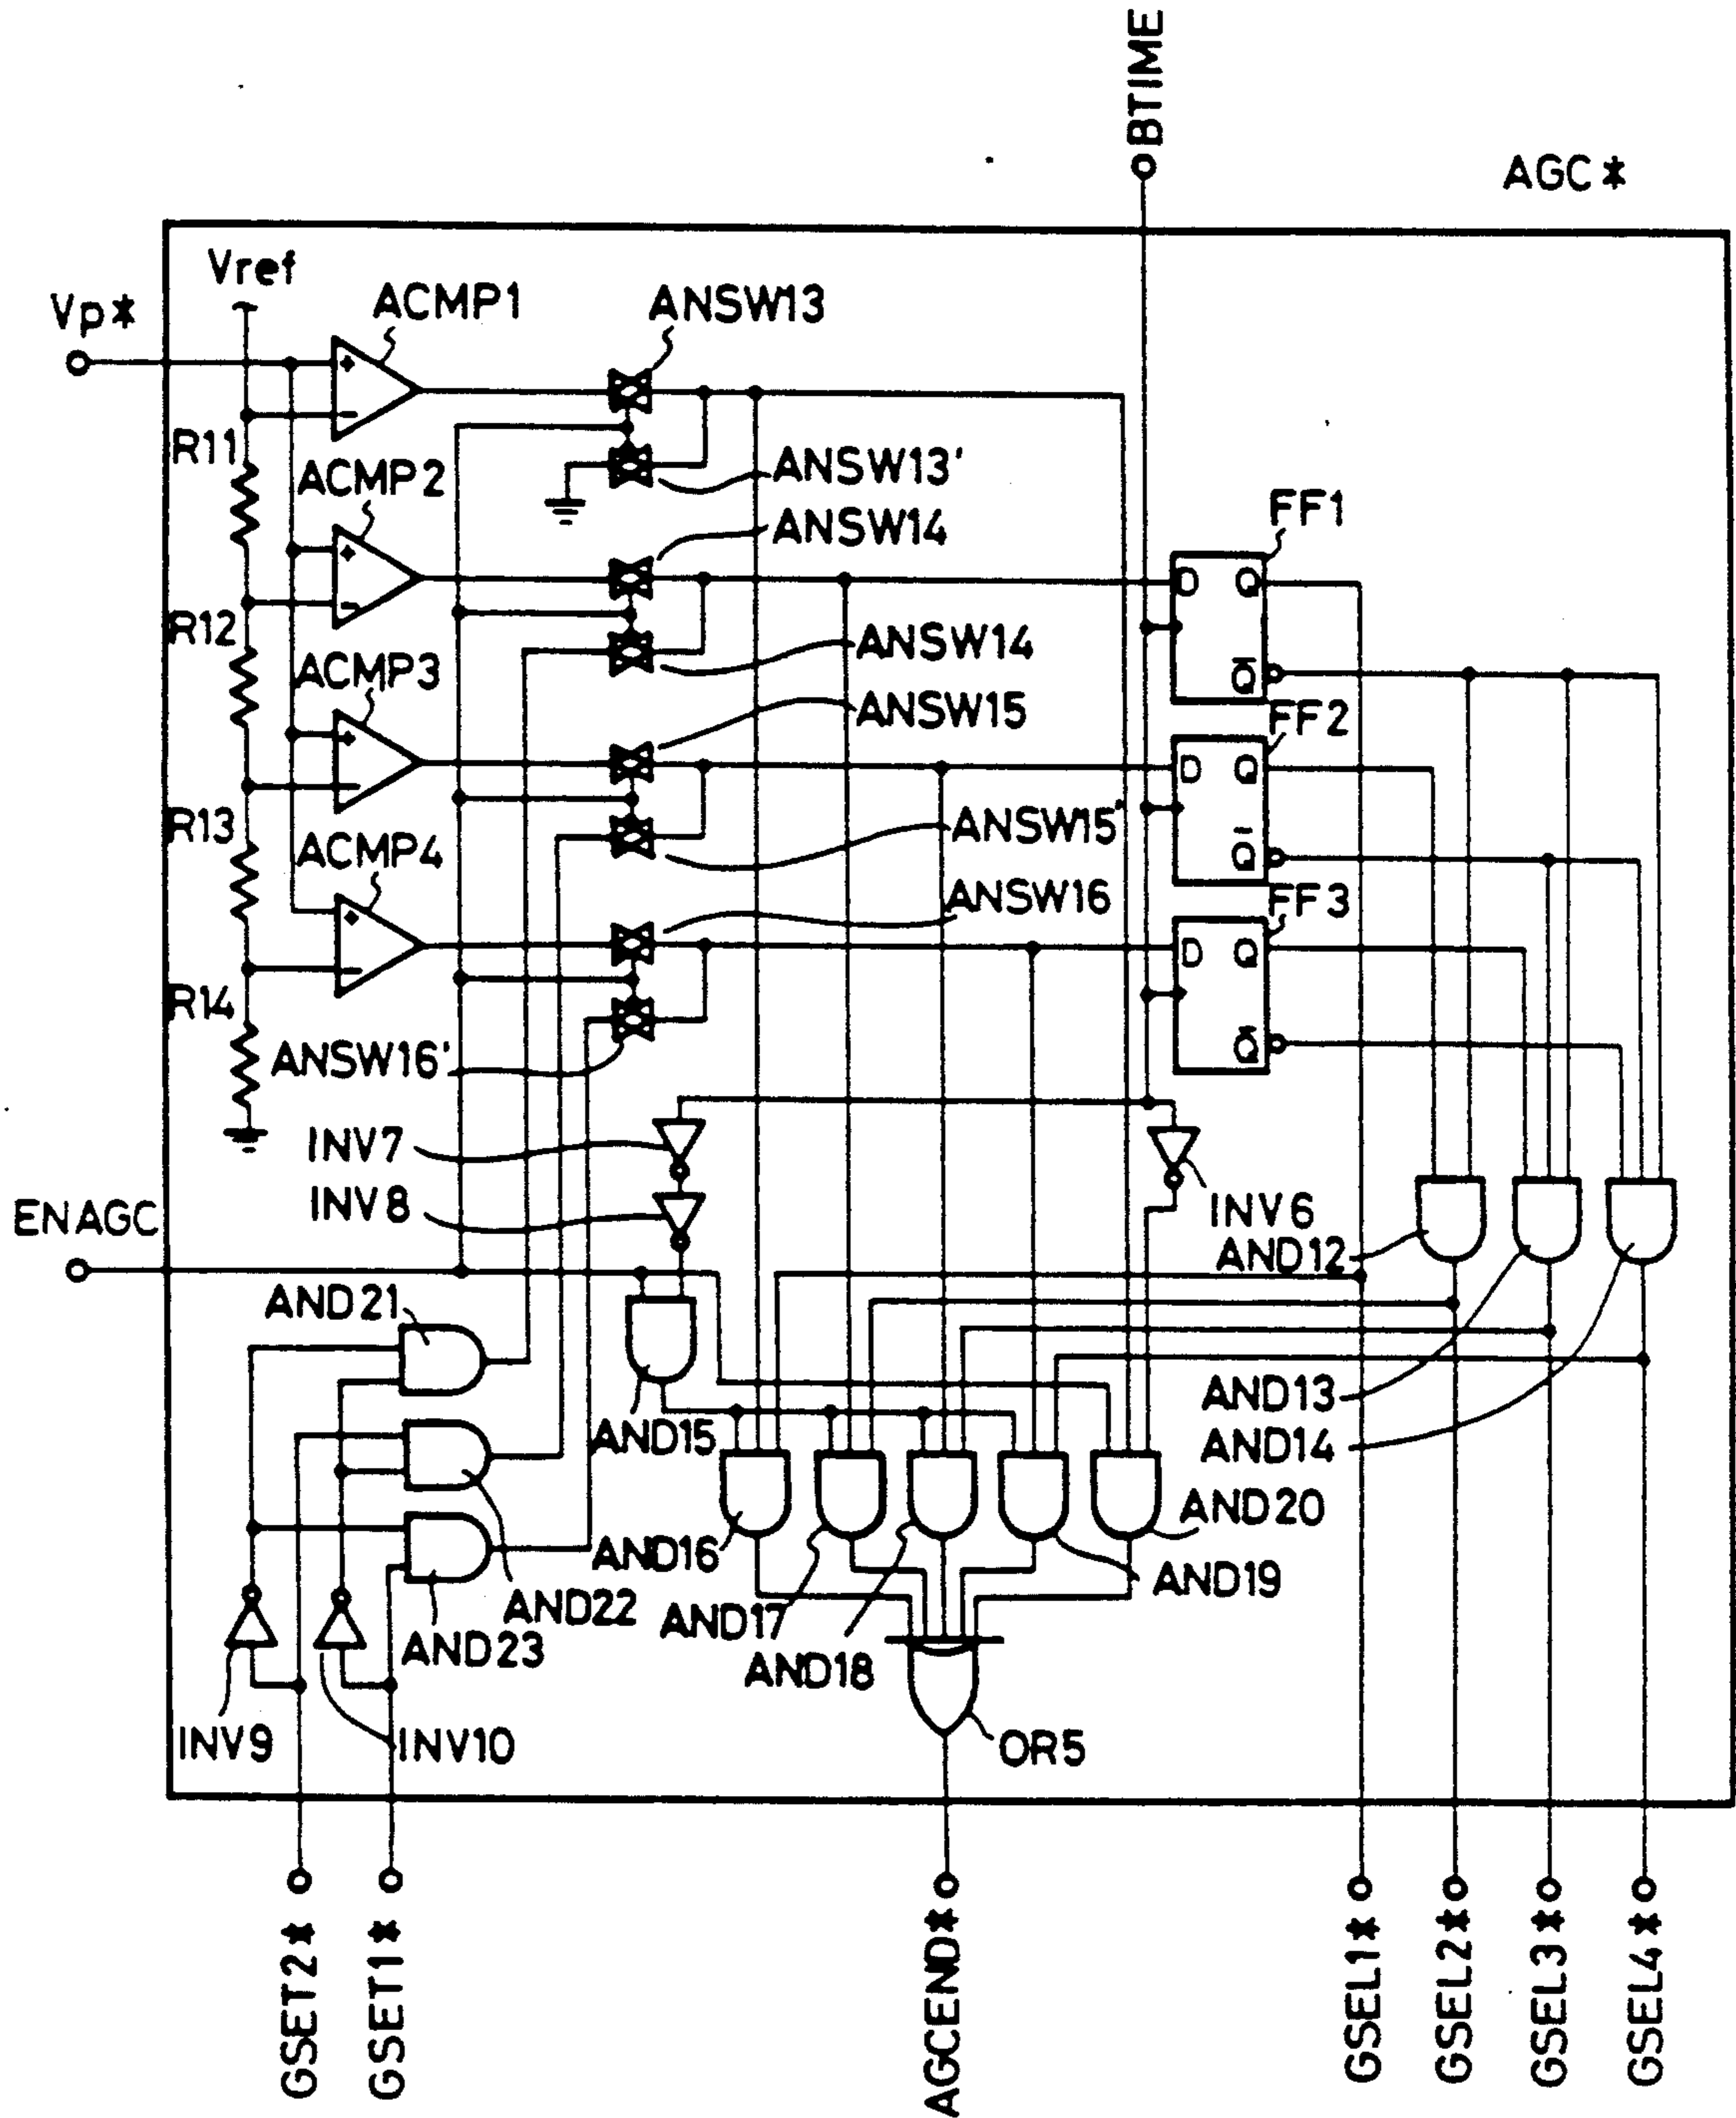 BTIME
AGC*
Vref
Vp*
ACMP1
ANSW13
R11
ACMP2
ANSW13'
ANSW14
FF1
D Q
R12
ACMP3
ANSW14
ANSW15
Q
FF2
D Q
R13
ACMP4
ANSW15'
ANSW16
Q
FF3
D Q
R14
ANSW16'
Q
INV7
INV8
INV6
ENAGC
AND12
AND21
AND13
AND15
AND14
AND20
AND16
AND19
AND22
AND17
AND23
AND18
INV9
INV10
OR5
GSET2*
GSET1*
AGCEND*
GSEL1*
GSEL2*
GSEL3*
GSEL4*